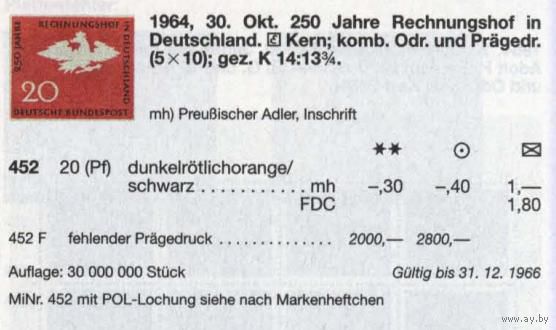 RECHNUNGSHOF
250 JAHRE
IN DEUTSCHLAND
20
DEUTSCHE BUNDESPOST
1964, 30. Okt. 250 Jahre Rechnungshof in
Deutschland. E Kern; komb. Odr. und Prägedr.
(5×10); gez. K 14:13¾.
mh) Preußischer Adler, Inschrift
✶✶ ⊙ ✉
452 20 (Pf) dunkelrötlichorange/
schwarz . . . . . . . . . . . mh –,30 –,40 1,—
FDC 1,80
452 F fehlender Prägedruck . . . . . . . . . . . . 2000,— 2800,—
Auflage: 30 000 000 Stück Gültig bis 31. 12. 1966
MiNr. 452 mit POL-Lochung siehe nach Markenheftchen
www.ay.by